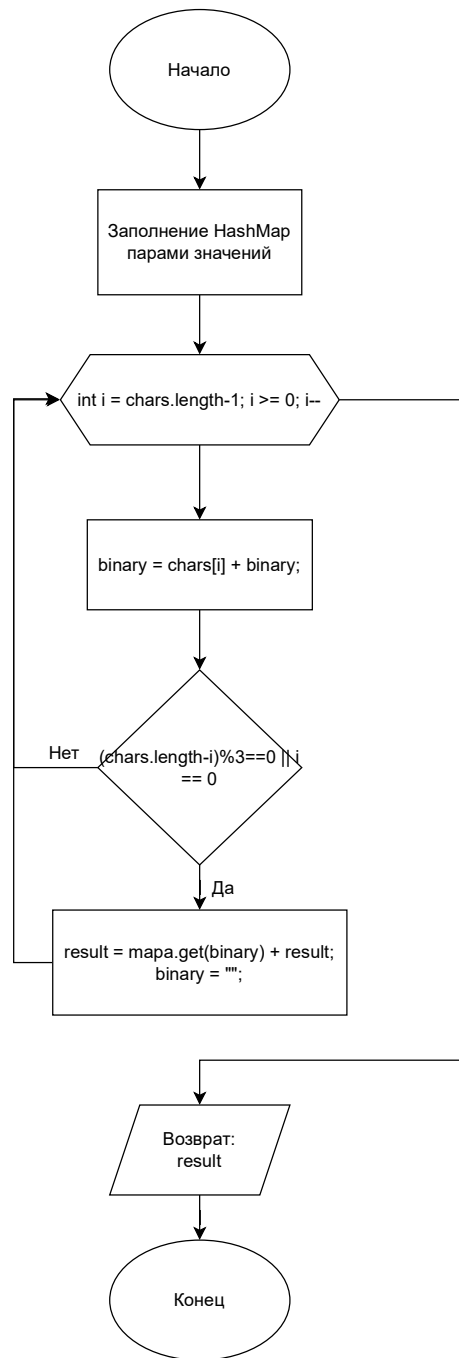 Начало
Заполнение HashMap
парами значений
int i = chars.length-1; i >= 0; i--
binary = chars[i] + binary;
Нет
(chars.length-i)%3==0 || i
== 0
Да
result = mapa.get(binary) + result;
binary = "";
Возврат:
result
Конец